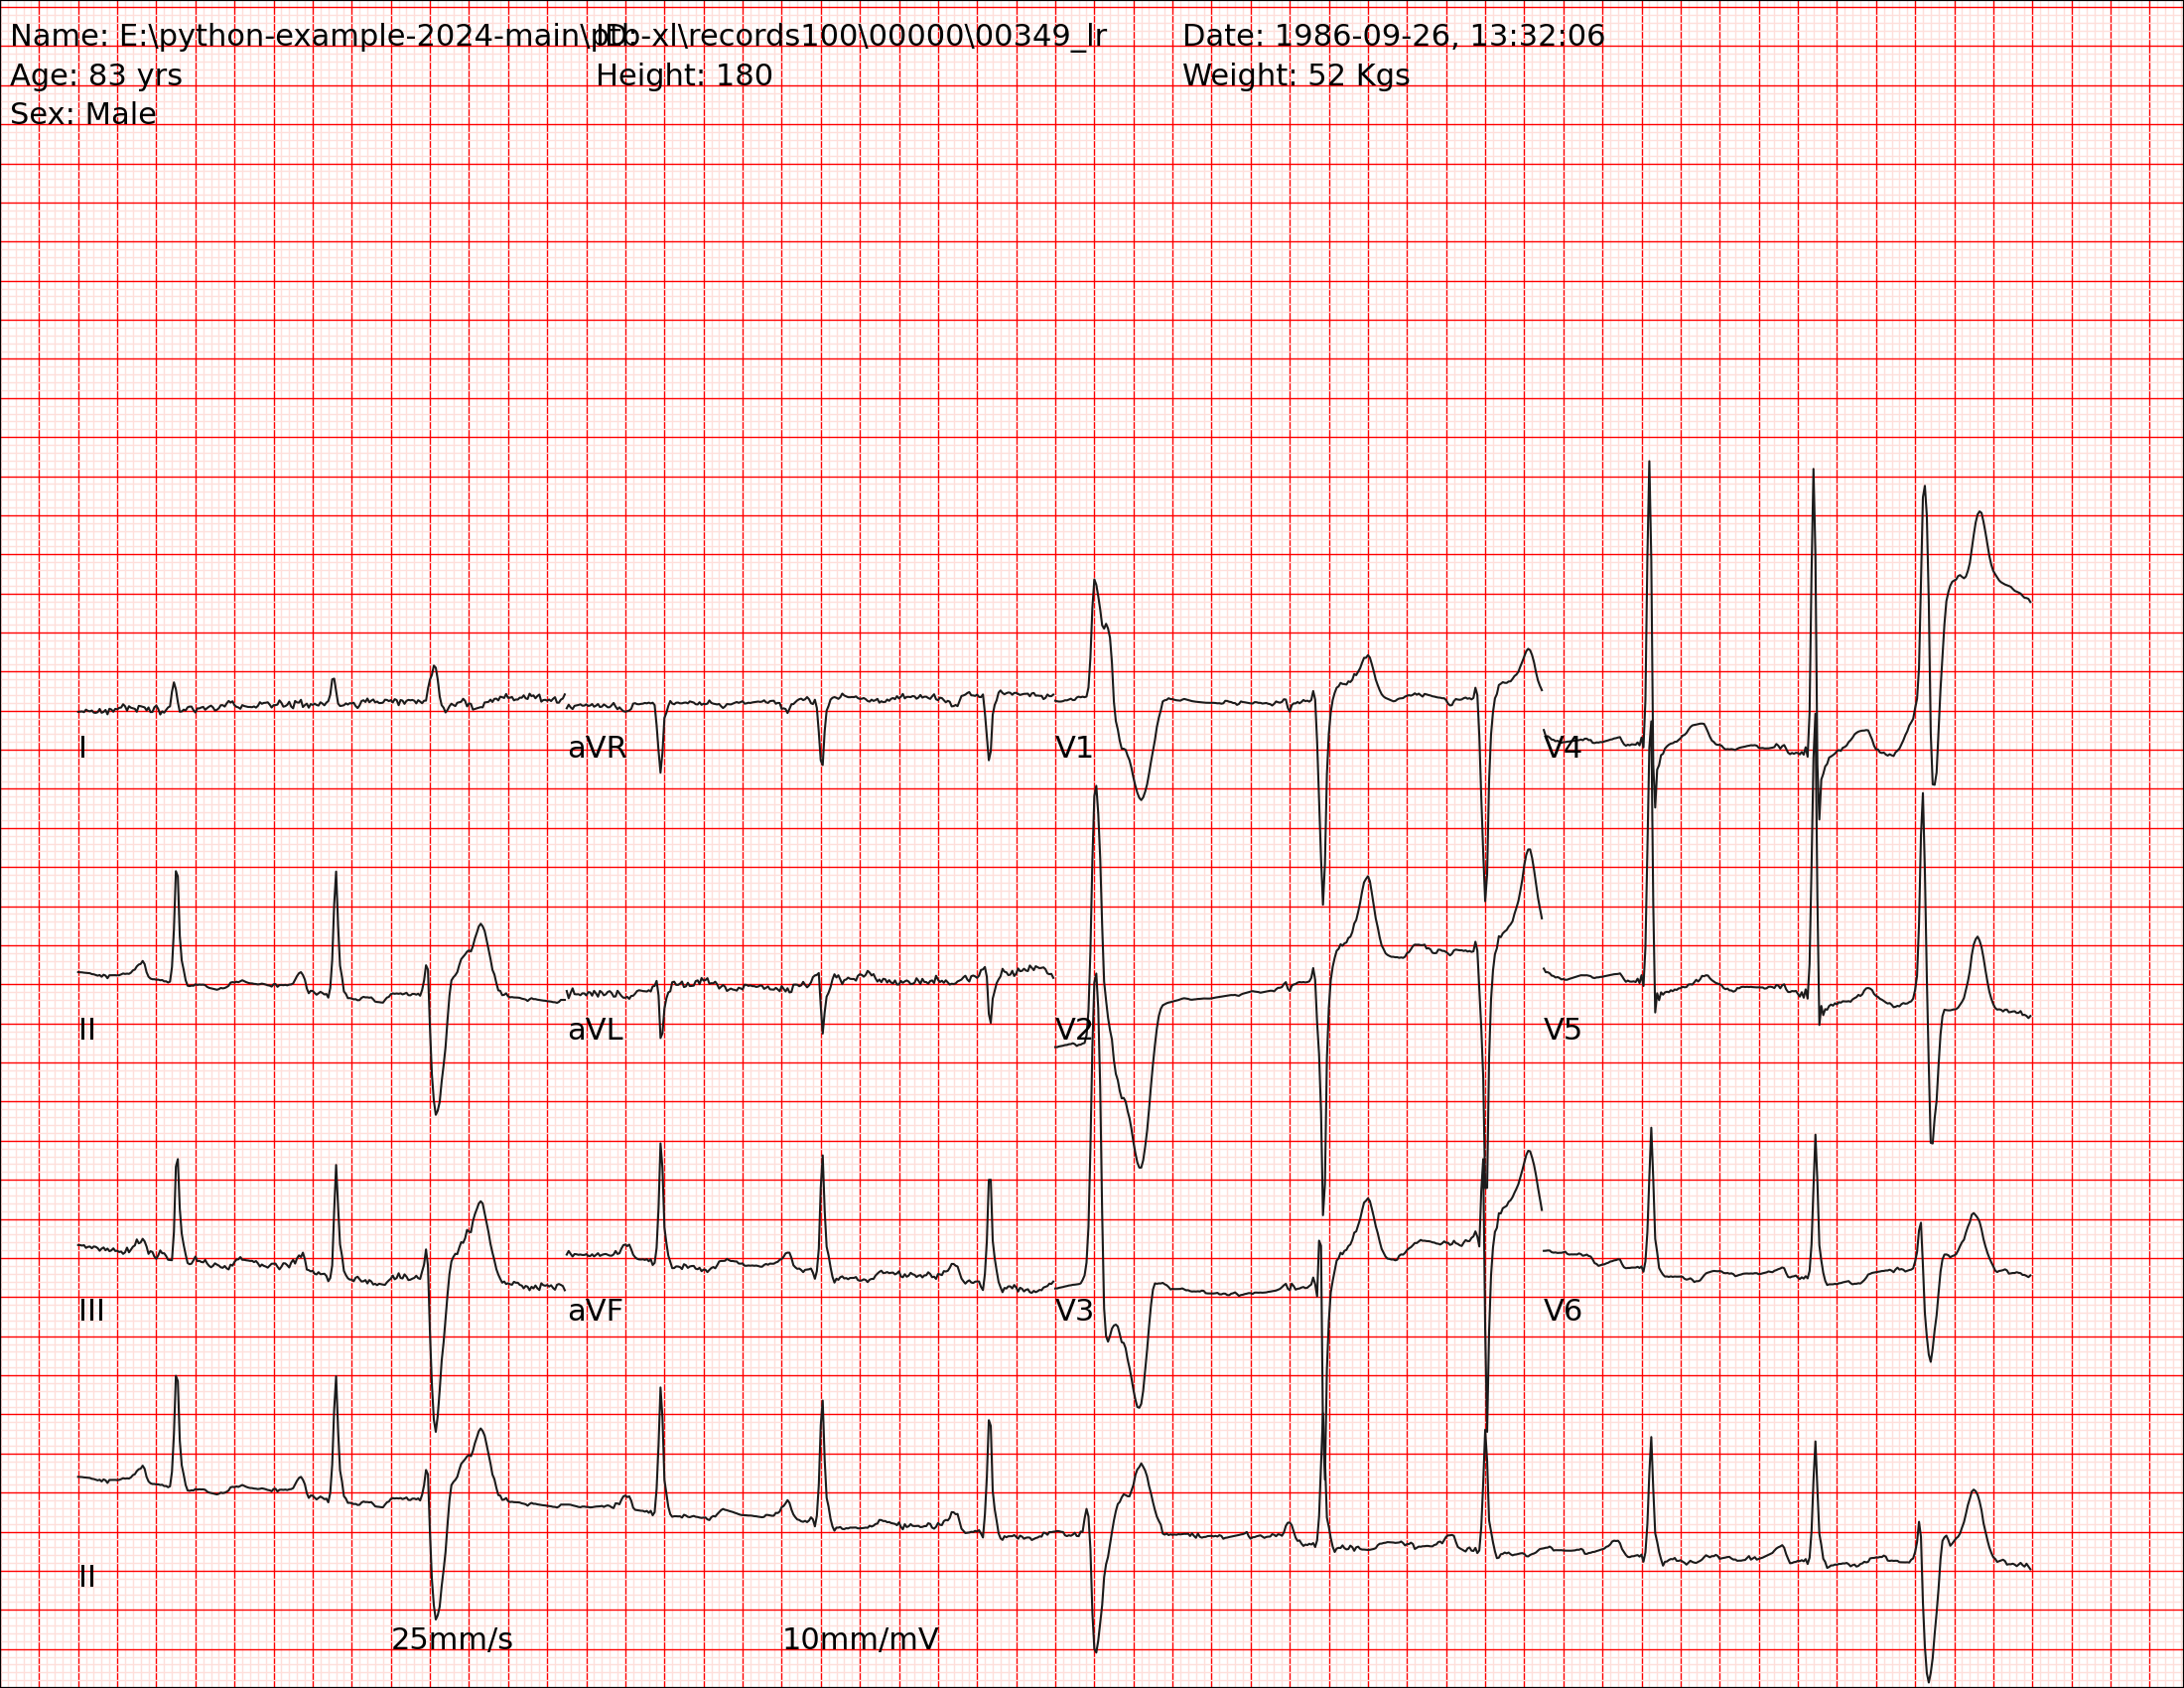 Name: E:\python-example-2024-main\ptb-xl\records100\00000\00349_lr ID: Date: 1986-09-26, 13:32:06
Age: 83 yrs Height: 180 Weight: 52 Kgs
Sex: Male
I aVR V1 V4
II aVL V2 V5
III aVF V3 V6
II
25mm/s 10mm/mV